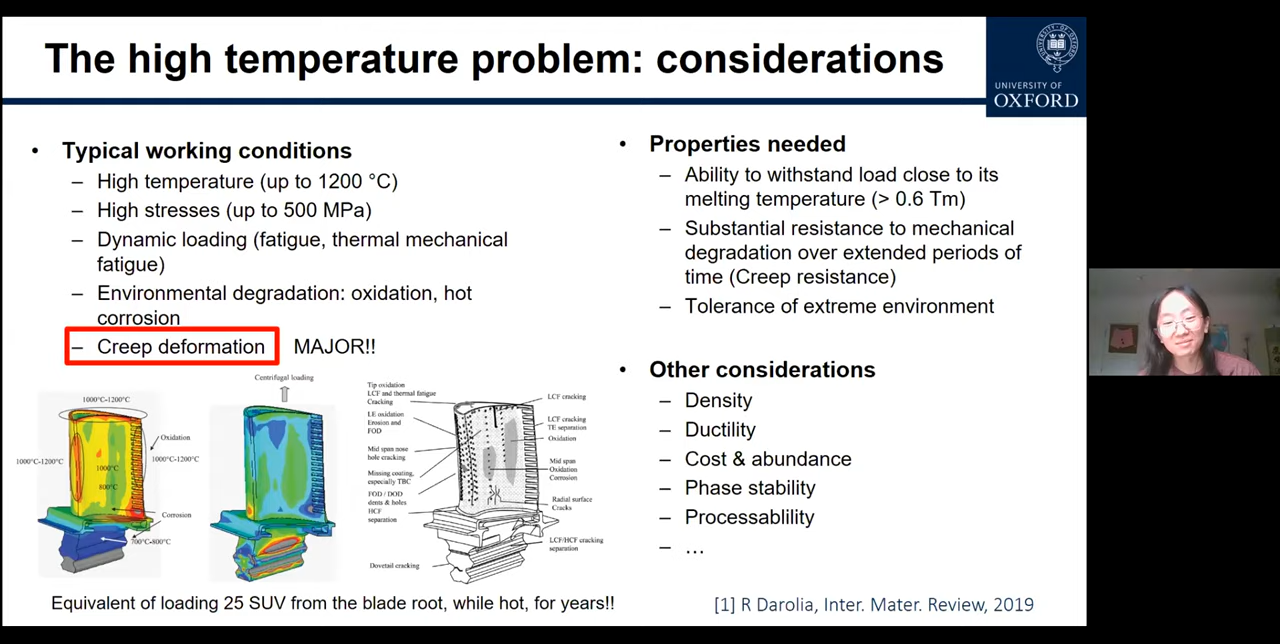 The high temperature problem: considerations
UNIVERSITY OF
OXFORD
• Typical working conditions
– High temperature (up to 1200 °C)
– High stresses (up to 500 MPa)
– Dynamic loading (fatigue, thermal mechanical
fatigue)
– Environmental degradation: oxidation, hot
corrosion
– Creep deformation MAJOR!!
1000°C-1200°C
Oxidation
1000°C-1200°C
1000°C-1200°C
1000°C
800°C
Corrosion
700°C-800°C
Centrifugal loading
Tip oxidation
LCF and thermal fatigue
Cracking
LE oxidation
Erosion and
FOD
Mid span nose
hole cracking
Missing coating,
especially TBC
FOD / DOD
dents & holes
HCF
separation
Dovetail cracking
LCF cracking
LCF cracking
TE separation
Oxidation
Mid span
Oxidation
Corrosion
Radial surface
Cracks
LCF/HCF cracking
separation
Equivalent of loading 25 SUV from the blade root, while hot, for years!!
• Properties needed
– Ability to withstand load close to its
melting temperature (> 0.6 Tm)
– Substantial resistance to mechanical
degradation over extended periods of
time (Creep resistance)
– Tolerance of extreme environment
• Other considerations
– Density
– Ductility
– Cost & abundance
– Phase stability
– Processablility
– …
[1] R Darolia, Inter. Mater. Review, 2019